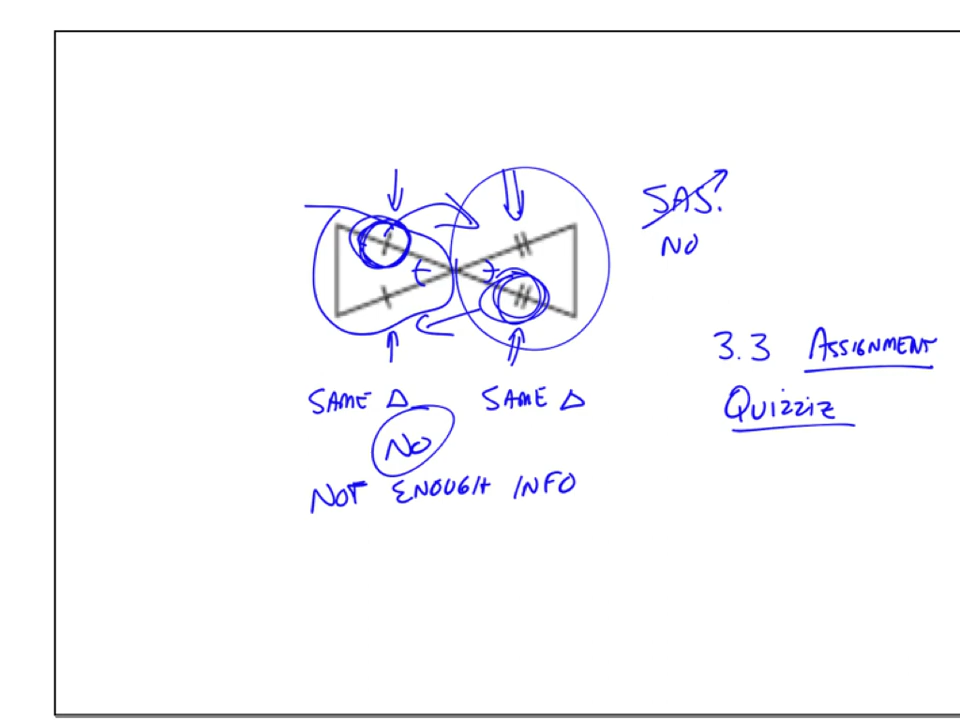 SAS?
NO
3.3 ASSIGNMENT
QUIZZIZ
SAME Δ SAME Δ
NO
NOT ENOUGH INFO